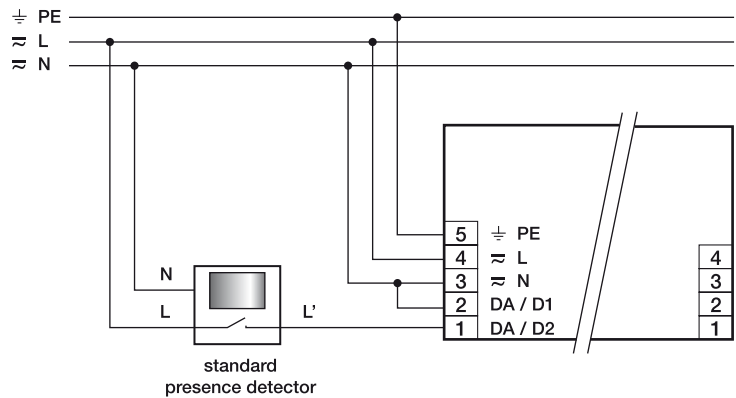 ⏚ PE
≂ L
≂ N
5 ⏚ PE
4 ≂ L
4
3 ≂ N
3
2 DA / D1
2
1 DA / D2
1
N
L
L'
standard
presence detector